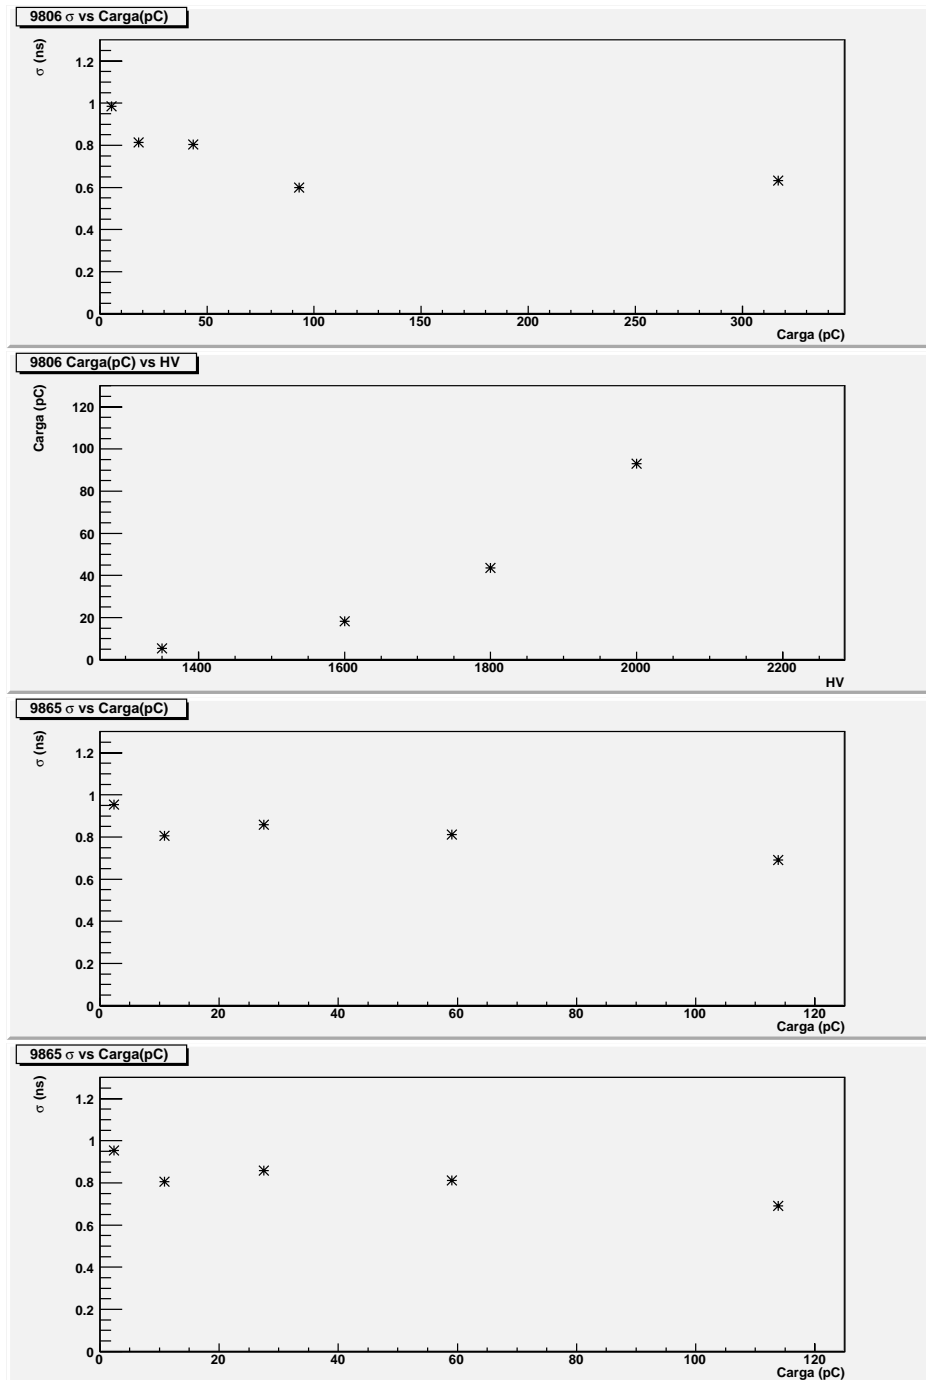 9806 σ vs Carga(pC)
σ (ns)
1.2
1
0.8
0.6
0.4
0.2
0
0 50 100 150 200 250 300
Carga (pC)
9806 Carga(pC) vs HV
Carga (pC)
120
100
80
60
40
20
0
1400 1600 1800 2000 2200
HV
9865 σ vs Carga(pC)
σ (ns)
1.2
1
0.8
0.6
0.4
0.2
0
0 20 40 60 80 100 120
Carga (pC)
9865 σ vs Carga(pC)
σ (ns)
1.2
1
0.8
0.6
0.4
0.2
0
0 20 40 60 80 100 120
Carga (pC)